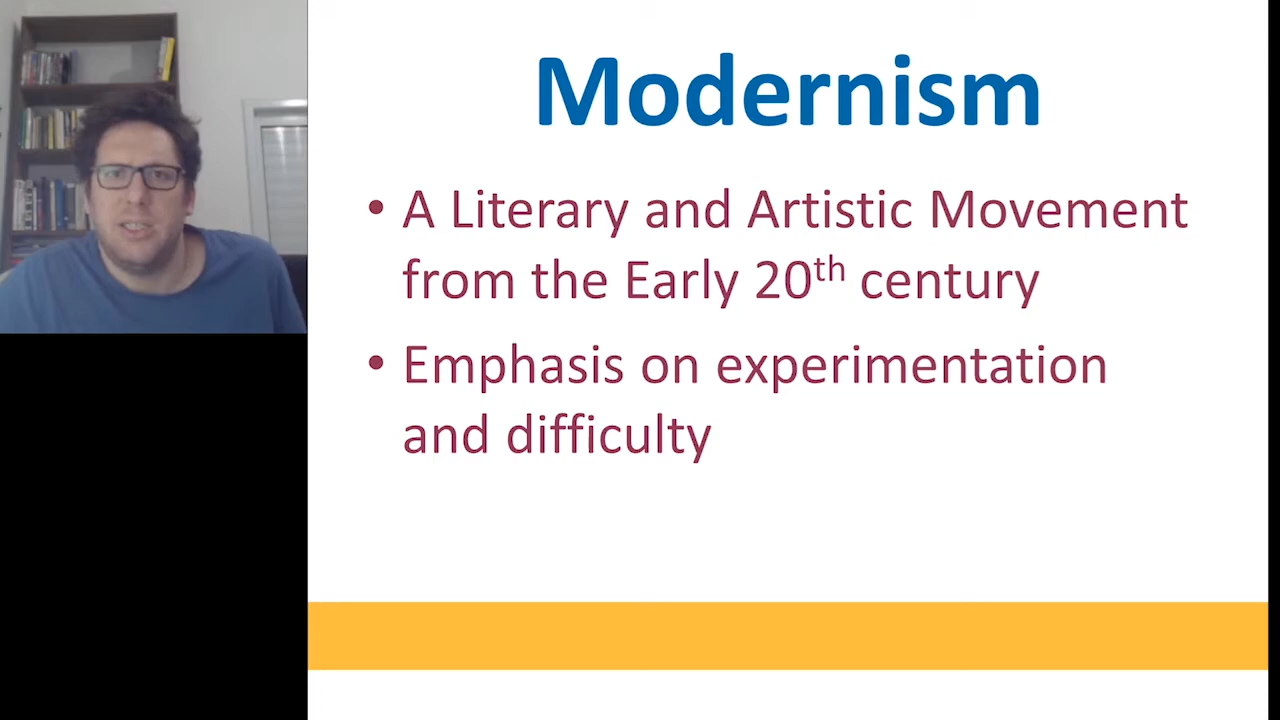 Modernism
• A Literary and Artistic Movement
from the Early 20th century
• Emphasis on experimentation
and difficulty